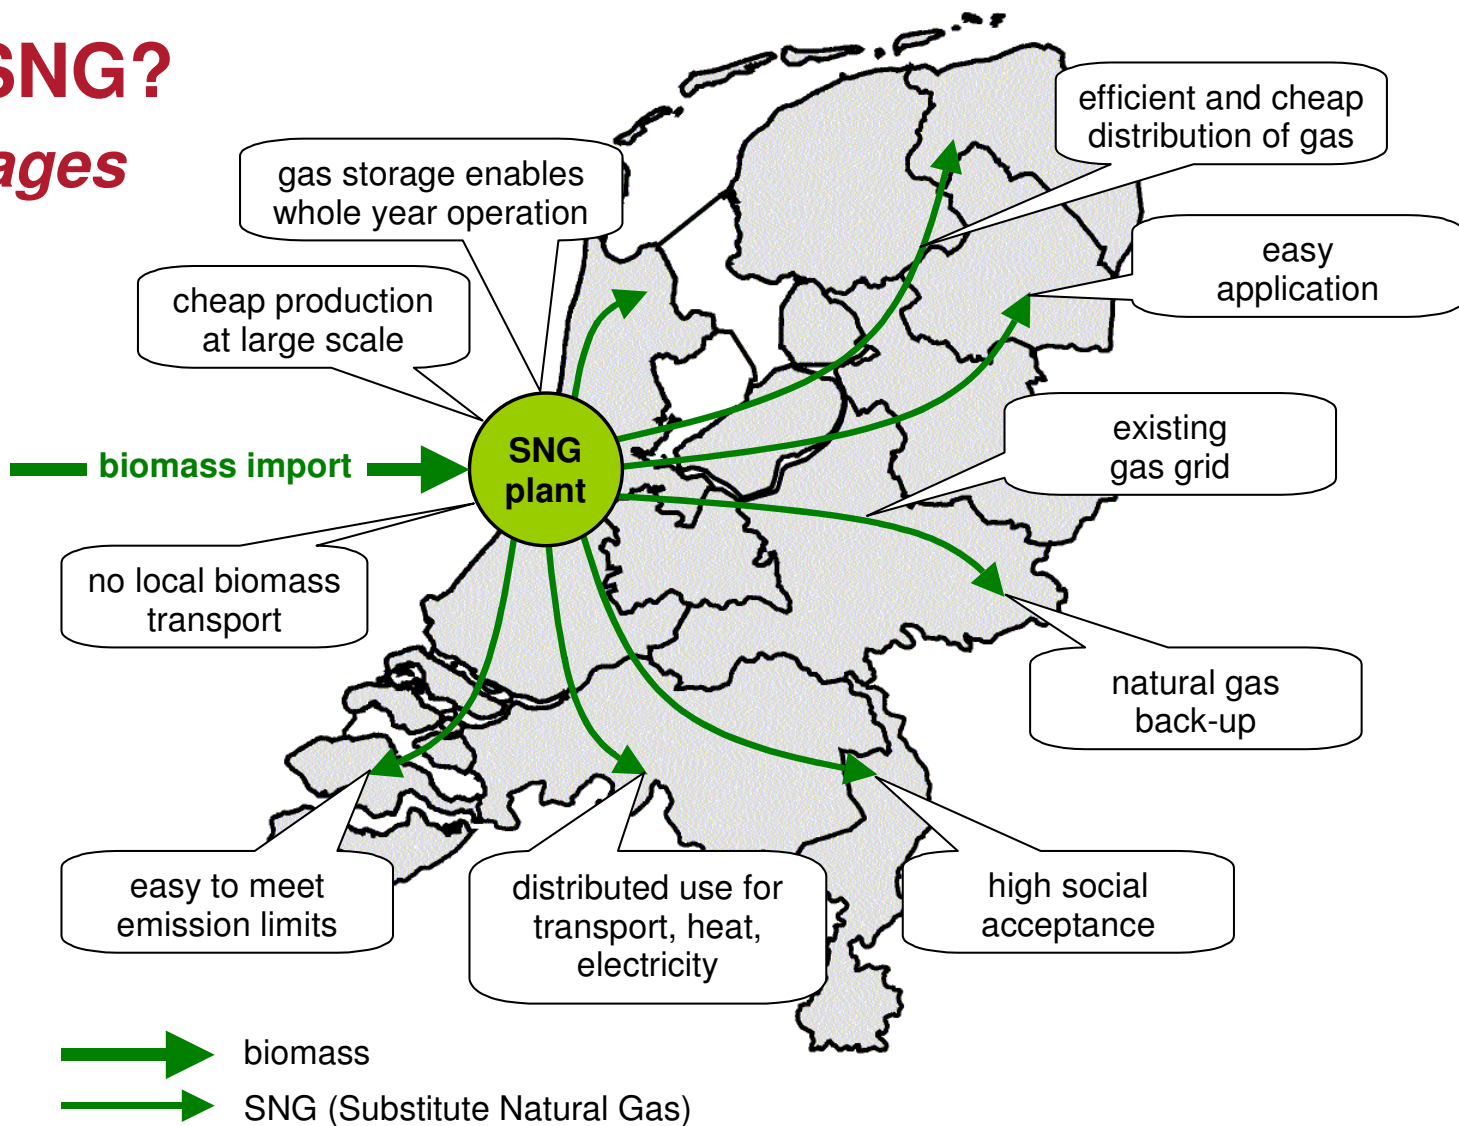 SNG?
ages
efficient and cheap
distribution of gas
gas storage enables
whole year operation
easy
application
cheap production
at large scale
existing
gas grid
biomass import
SNG
plant
no local biomass
transport
natural gas
back-up
easy to meet
emission limits
distributed use for
transport, heat,
electricity
high social
acceptance
biomass
SNG (Substitute Natural Gas)